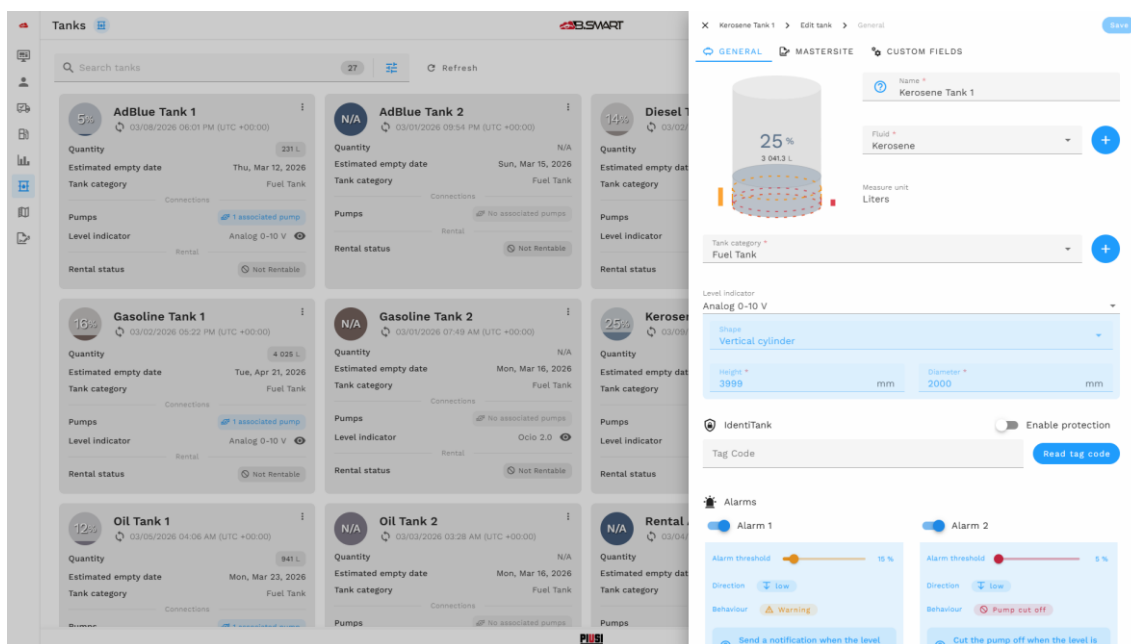 Tanks
B.SMART
Search tanks
27
Refresh
5%
AdBlue Tank 1
03/08/2026 06:01 PM (UTC +00:00)
Quantity
231 L
Estimated empty date
Thu, Mar 12, 2026
Tank category
Fuel Tank
Connections
Pumps
1 associated pump
Level indicator
Analog 0-10 V
Rental
Rental status
Not Rentable
N/A
AdBlue Tank 2
03/01/2026 09:54 PM (UTC +00:00)
Quantity
N/A
Estimated empty date
Sun, Mar 15, 2026
Tank category
Fuel Tank
Connections
Pumps
No associated pumps
Rental
Rental status
Not Rentable
14%
Diesel T
03/02/
Quantity
Estimated empty dat
Tank category
Pumps
Level indicator
Rental status
16%
Gasoline Tank 1
03/02/2026 05:22 PM (UTC +00:00)
Quantity
4 025 L
Estimated empty date
Tue, Apr 21, 2026
Tank category
Fuel Tank
Connections
Pumps
1 associated pump
Level indicator
Analog 0-10 V
Rental
Rental status
Not Rentable
N/A
Gasoline Tank 2
03/01/2026 07:49 AM (UTC +00:00)
Quantity
N/A
Estimated empty date
Mon, Mar 16, 2026
Tank category
Fuel Tank
Connections
Pumps
No associated pumps
Level indicator
Ocio 2.0
Rental
Rental status
Not Rentable
25%
Keroser
03/09/
Quantity
Estimated empty dat
Tank category
Pumps
Level indicator
Rental status
12%
Oil Tank 1
03/05/2026 04:06 AM (UTC +00:00)
Quantity
941 L
Estimated empty date
Mon, Mar 23, 2026
Tank category
Fuel Tank
Connections
Pumps
1 associated pump
N/A
Oil Tank 2
03/03/2026 03:28 AM (UTC +00:00)
Quantity
N/A
Estimated empty date
Mon, Mar 16, 2026
Tank category
Fuel Tank
Connections
Pumps
No associated pumps
N/A
Rental
03/04/
Quantity
Estimated empty dat
Tank category
Pumps
PIUSI
Kerosene Tank 1 > Edit tank > General
Save
GENERAL
MASTERSITE
CUSTOM FIELDS
25 %
3 041.3 L
Name *
Kerosene Tank 1
Fluid *
Kerosene
Measure unit
Liters
Tank category *
Fuel Tank
Level indicator
Analog 0-10 V
Shape
Vertical cylinder
Height *
3999
mm
Diameter *
2000
mm
IdentiTank
Enable protection
Tag Code
Read tag code
Alarms
Alarm 1
Alarm threshold
15 %
Direction
low
Behaviour
Warning
Send a notification when the level
Alarm 2
Alarm threshold
5 %
Direction
low
Behaviour
Pump cut off
Cut the pump off when the level is